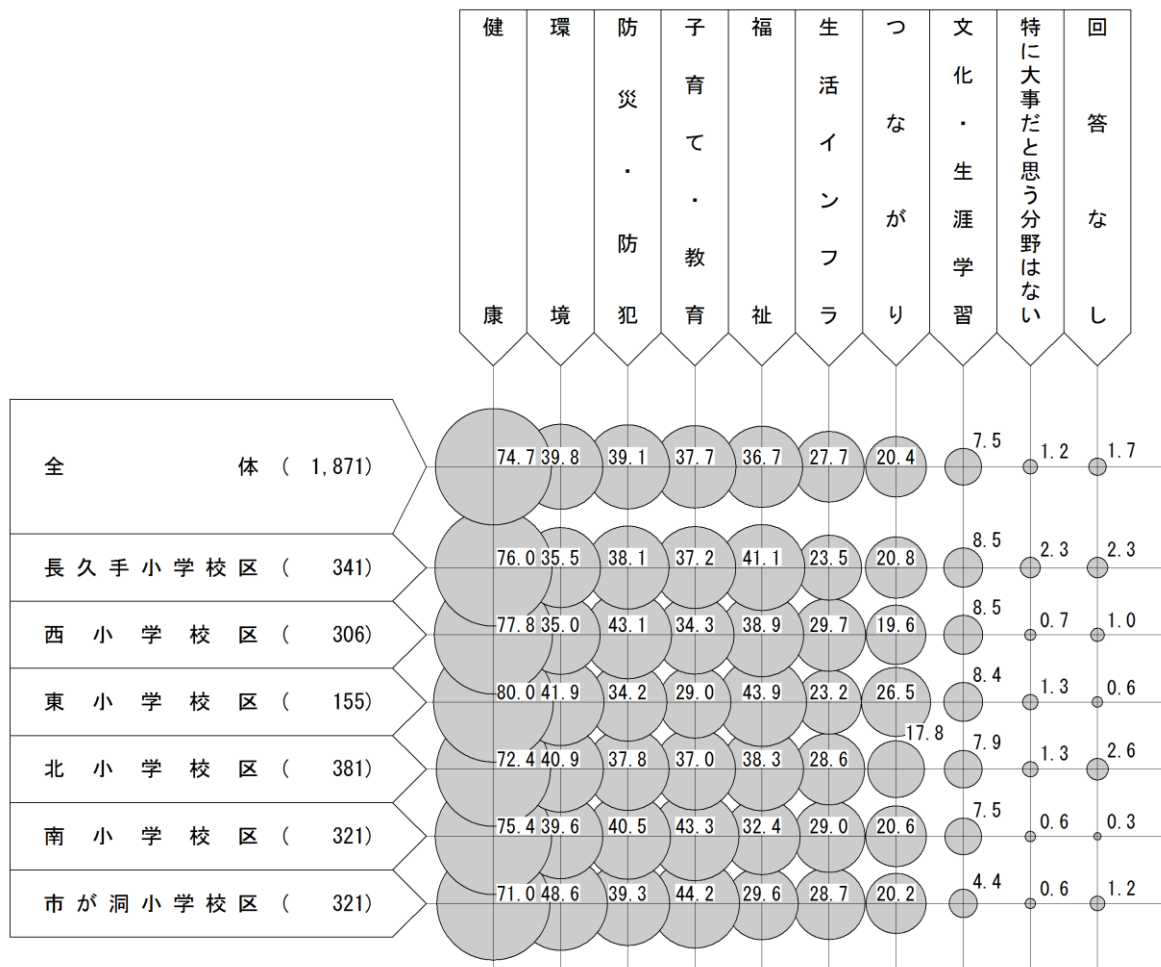 健康
環境
防災・防犯
子育て・教育
福祉
生活インフラ
つながり
文化・生涯学習
特に大事だと思う分野はない
回答なし
全体 ( 1,871) 74.7 39.8 39.1 37.7 36.7 27.7 20.4 7.5 1.2 1.7
長久手小学校区 ( 341) 76.0 35.5 38.1 37.2 41.1 23.5 20.8 8.5 2.3 2.3
西小学校区 ( 306) 77.8 35.0 43.1 34.3 38.9 29.7 19.6 8.5 0.7 1.0
東小学校区 ( 155) 80.0 41.9 34.2 29.0 43.9 23.2 26.5 8.4 1.3 0.6
北小学校区 ( 381) 72.4 40.9 37.8 37.0 38.3 28.6 17.8 7.9 1.3 2.6
南小学校区 ( 321) 75.4 39.6 40.5 43.3 32.4 29.0 20.6 7.5 0.6 0.3
市が洞小学校区 ( 321) 71.0 48.6 39.3 44.2 29.6 28.7 20.2 4.4 0.6 1.2